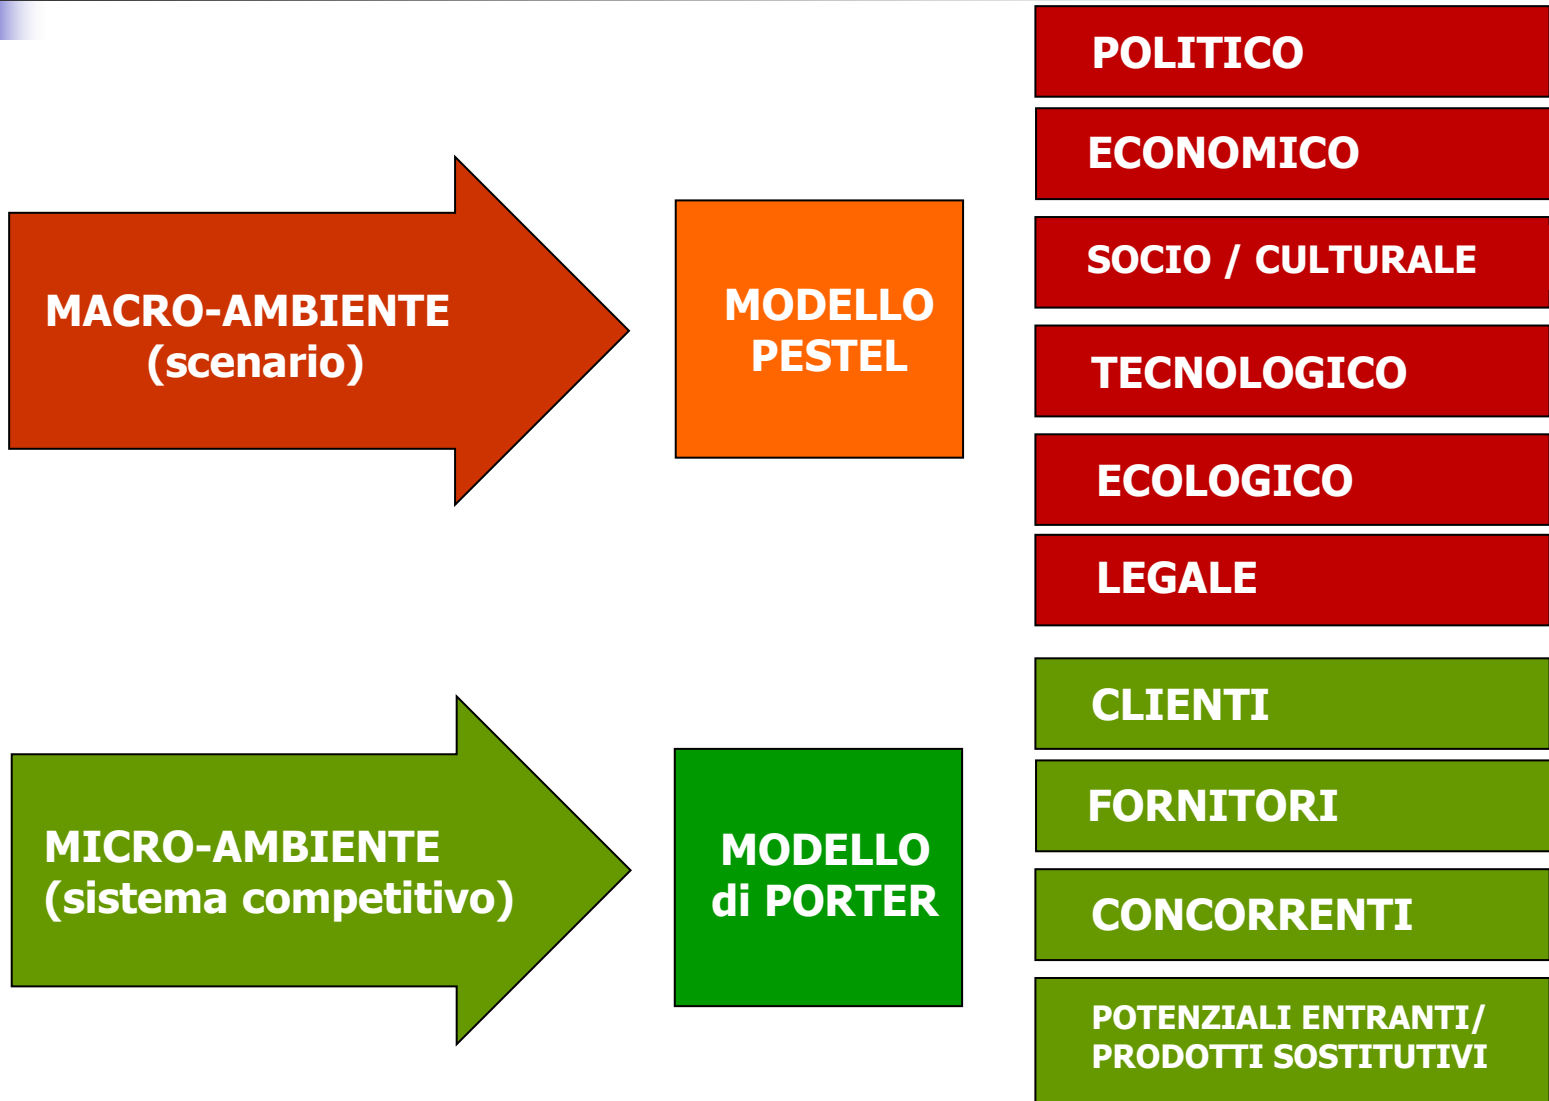 MACRO-AMBIENTE
(scenario)
MODELLO
PESTEL
POLITICO
ECONOMICO
SOCIO / CULTURALE
TECNOLOGICO
ECOLOGICO
LEGALE
MICRO-AMBIENTE
(sistema competitivo)
MODELLO
di PORTER
CLIENTI
FORNITORI
CONCORRENTI
POTENZIALI ENTRANTI/
PRODOTTI SOSTITUTIVI